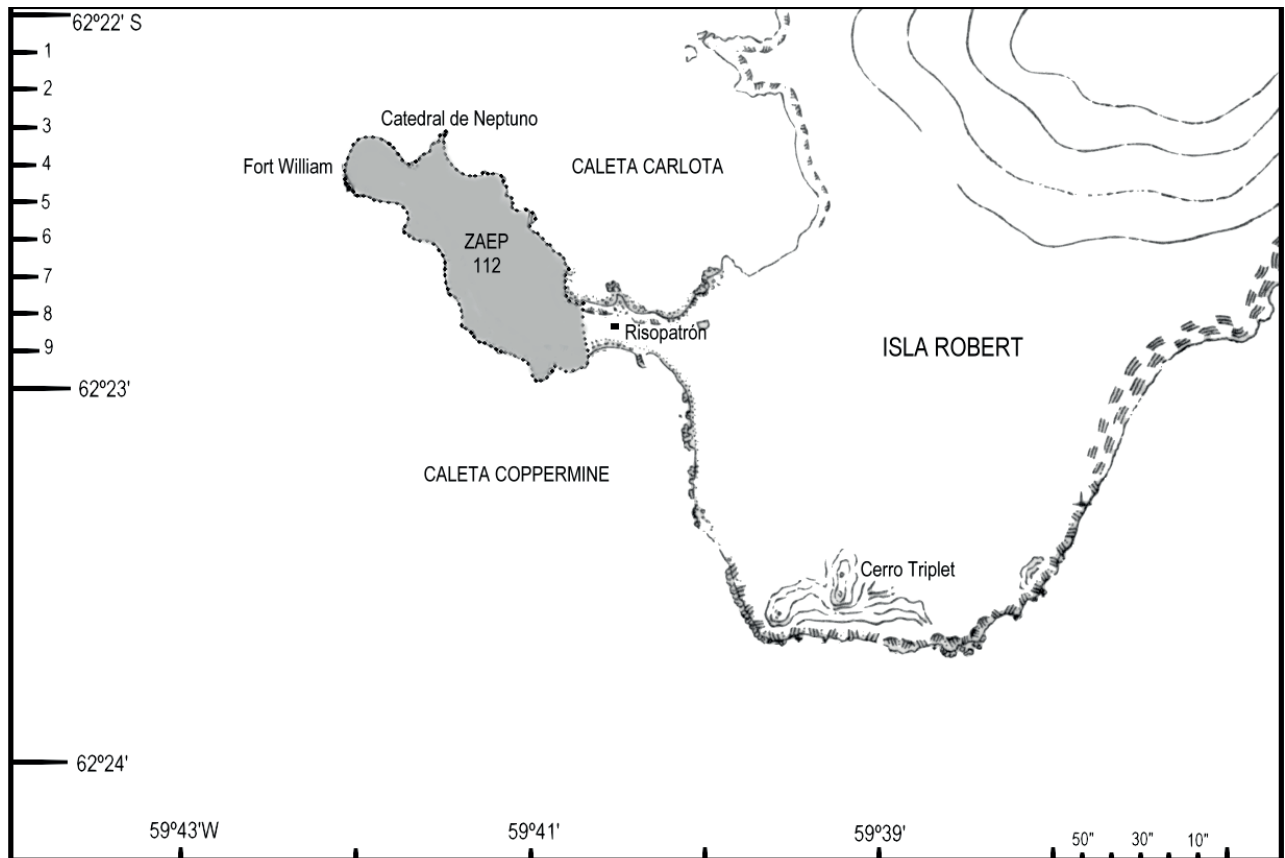 62º22' S
1
2
3
Catedral de Neptuno
4
Fort William
CALETA CARLOTA
5
6
ZAEP
112
7
8
Risopatrón
9
ISLA ROBERT
62º23'
CALETA COPPERMINE
Cerro Triplet
62º24'
59º43'W
59º41'
59º39'
50"
30"
10"